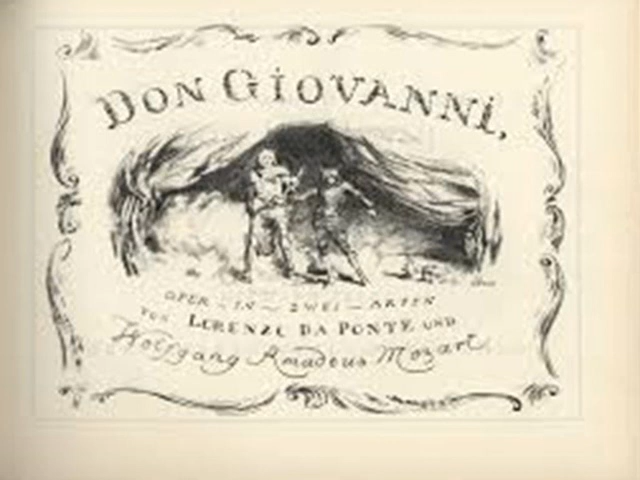 DON GIOVANNI,
OPER - IN - ZWEI - AKTEN
VON LORENZO DA PONTE UND
Wolfgang Amadeus Mozart